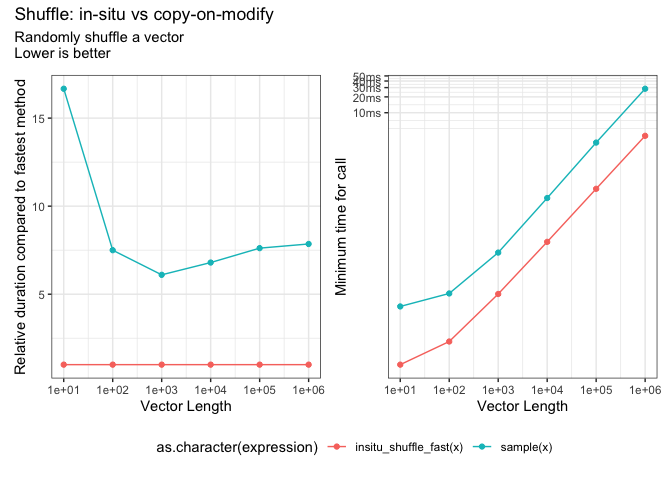 Shuffle: in-situ vs copy-on-modify
Randomly shuffle a vector
Lower is better
Relative duration compared to fastest method
15
10
5
1e+01 1e+02 1e+03 1e+04 1e+05 1e+06
Vector Length
Minimum time for call
50ms
40ms
30ms
20ms
10ms
1e+01 1e+02 1e+03 1e+04 1e+05 1e+06
Vector Length
as.character(expression) insitu_shuffle_fast(x) sample(x)